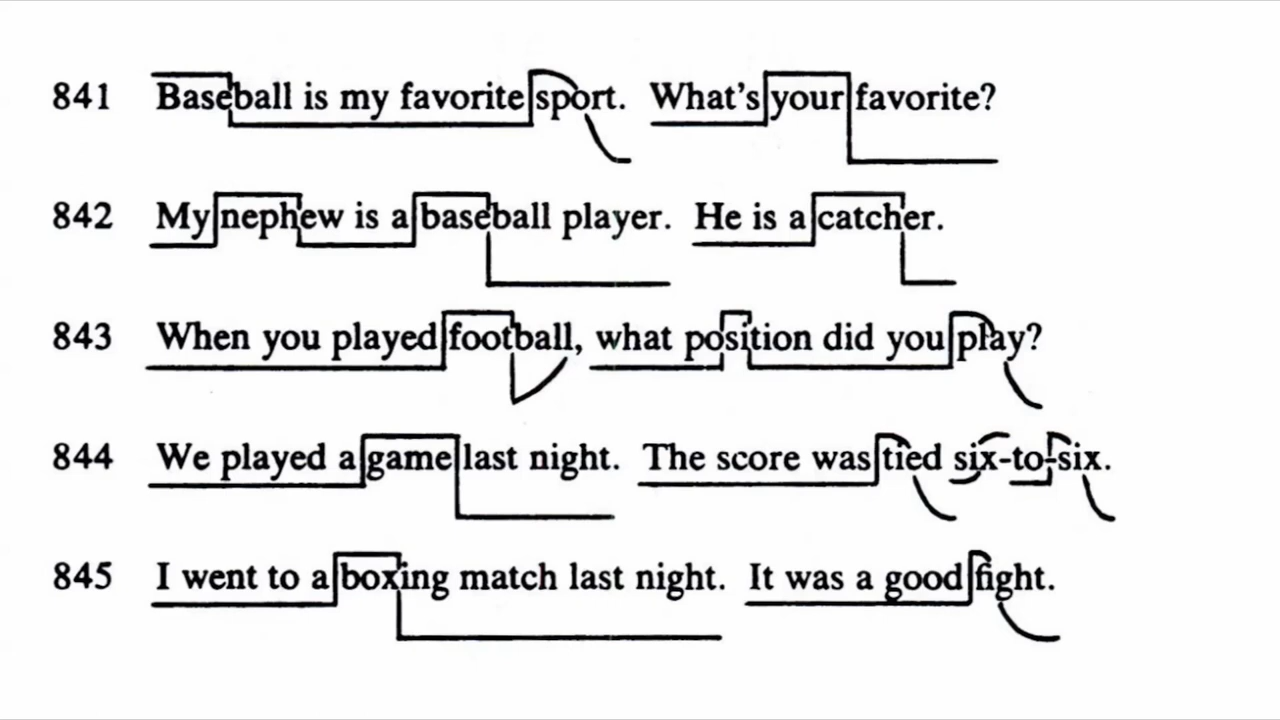 841 Baseball is my favorite sport. What's your favorite?
842 My nephew is a baseball player. He is a catcher.
843 When you played football, what position did you play?
844 We played a game last night. The score was tied six-to-six.
845 I went to a boxing match last night. It was a good fight.